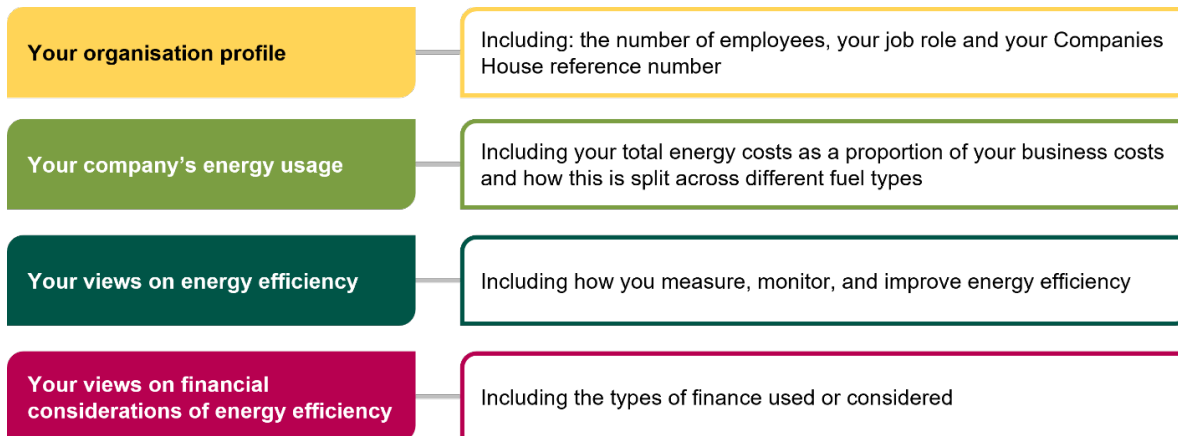 Your organisation profile
Including: the number of employees, your job role and your Companies
House reference number
Your company’s energy usage
Including your total energy costs as a proportion of your business costs
and how this is split across different fuel types
Your views on energy efficiency
Including how you measure, monitor, and improve energy efficiency
Your views on financial
considerations of energy efficiency
Including the types of finance used or considered